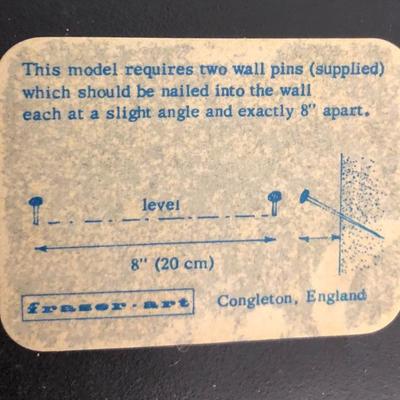 This model requires two wall pins (supplied)
which should be nailed into the wall
each at a slight angle and exactly 8" apart.
level
8" (20 cm)
fraser-art
Congleton, England